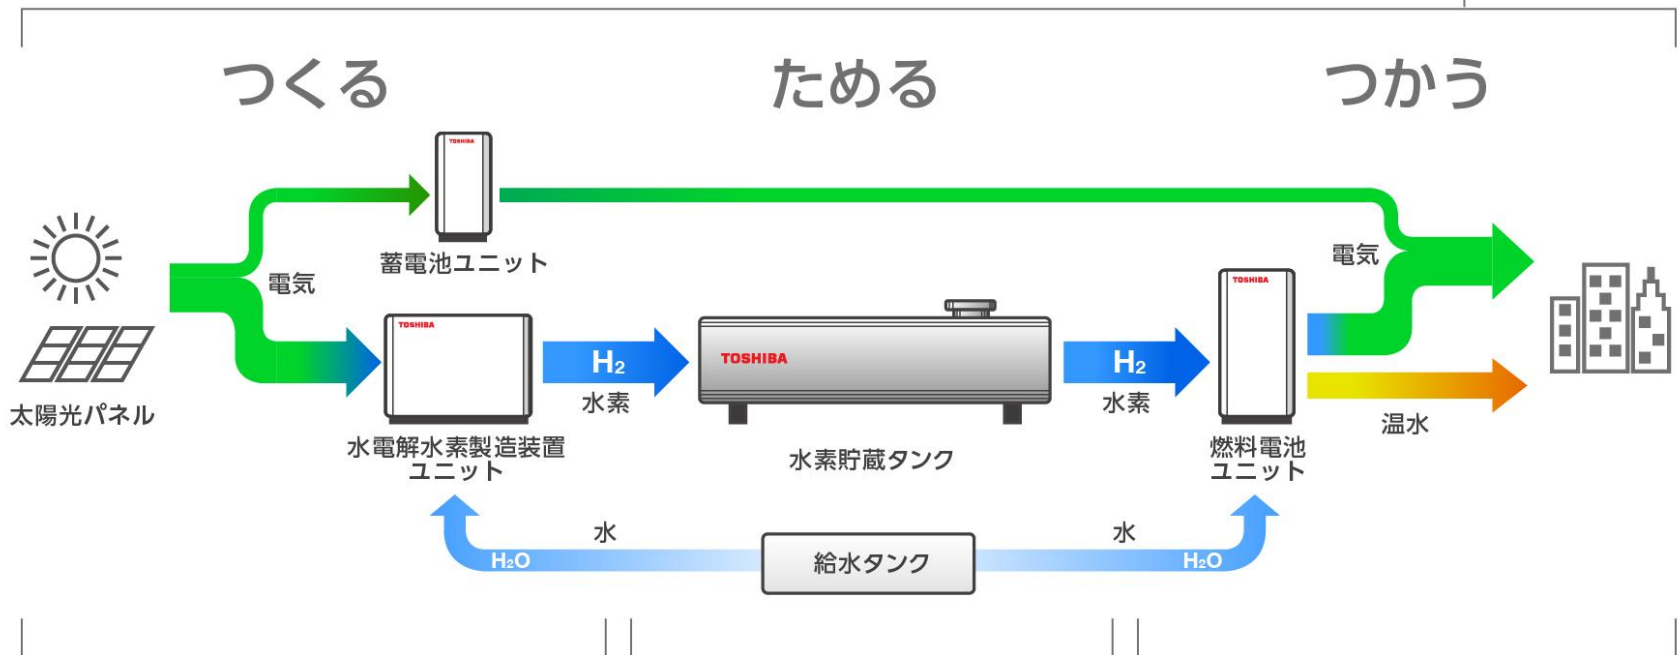 つくる
ためる
つかう
TOSHIBA
蓄電池ユニット
電気
電気
TOSHIBA
TOSHIBA
TOSHIBA
H₂
水素
H₂
水素
太陽光パネル
温水
水電解水素製造装置
ユニット
水素貯蔵タンク
燃料電池
ユニット
水
水
H₂O
給水タンク
H₂O